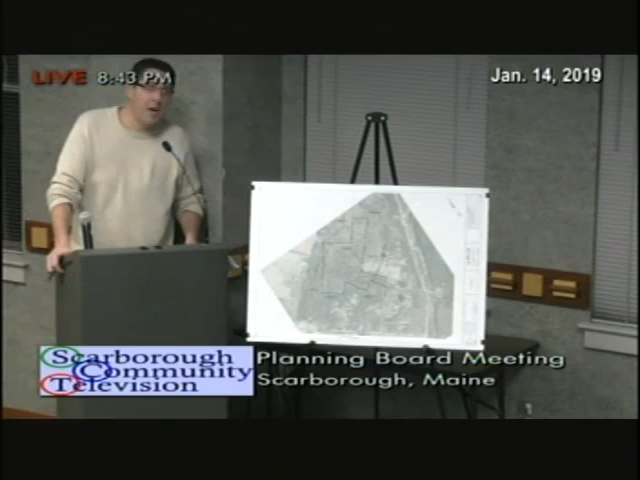 LIVE 8:43 PM
Jan. 14, 2019
Scarborough
Community
Television
Planning Board Meeting
Scarborough, Maine